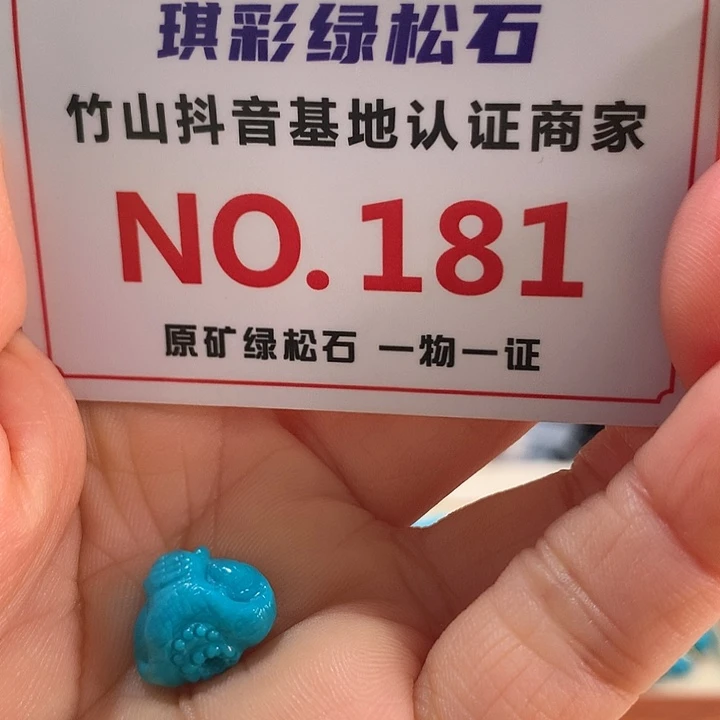 琪彩绿松石
竹山抖音基地认证商家
NO.181
原矿绿松石 一物一证